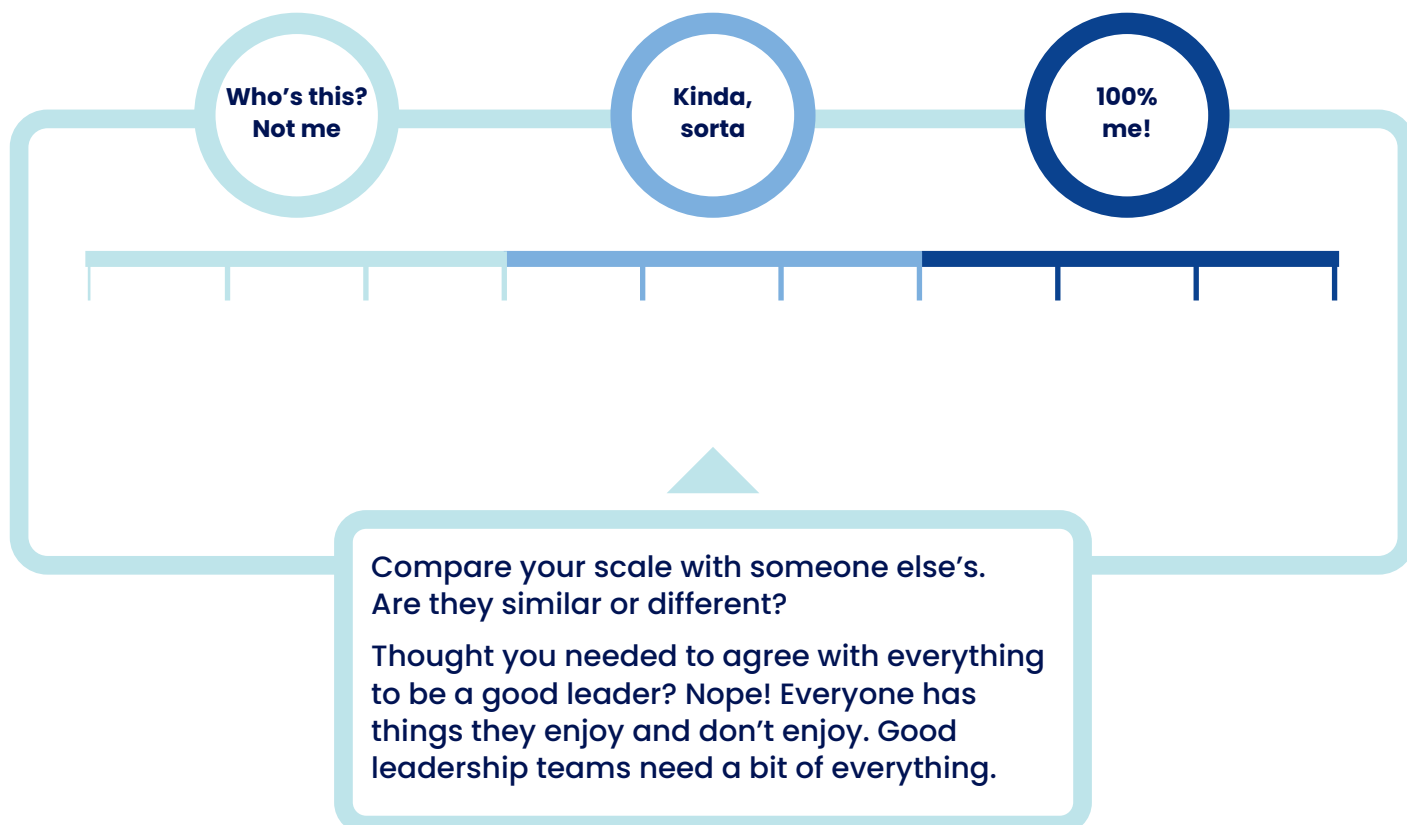 Who’s this?
Not me
Kinda,
sorta
100%
me!
Compare your scale with someone else’s.
Are they similar or different?
Thought you needed to agree with everything
to be a good leader? Nope! Everyone has
things they enjoy and don’t enjoy. Good
leadership teams need a bit of everything.